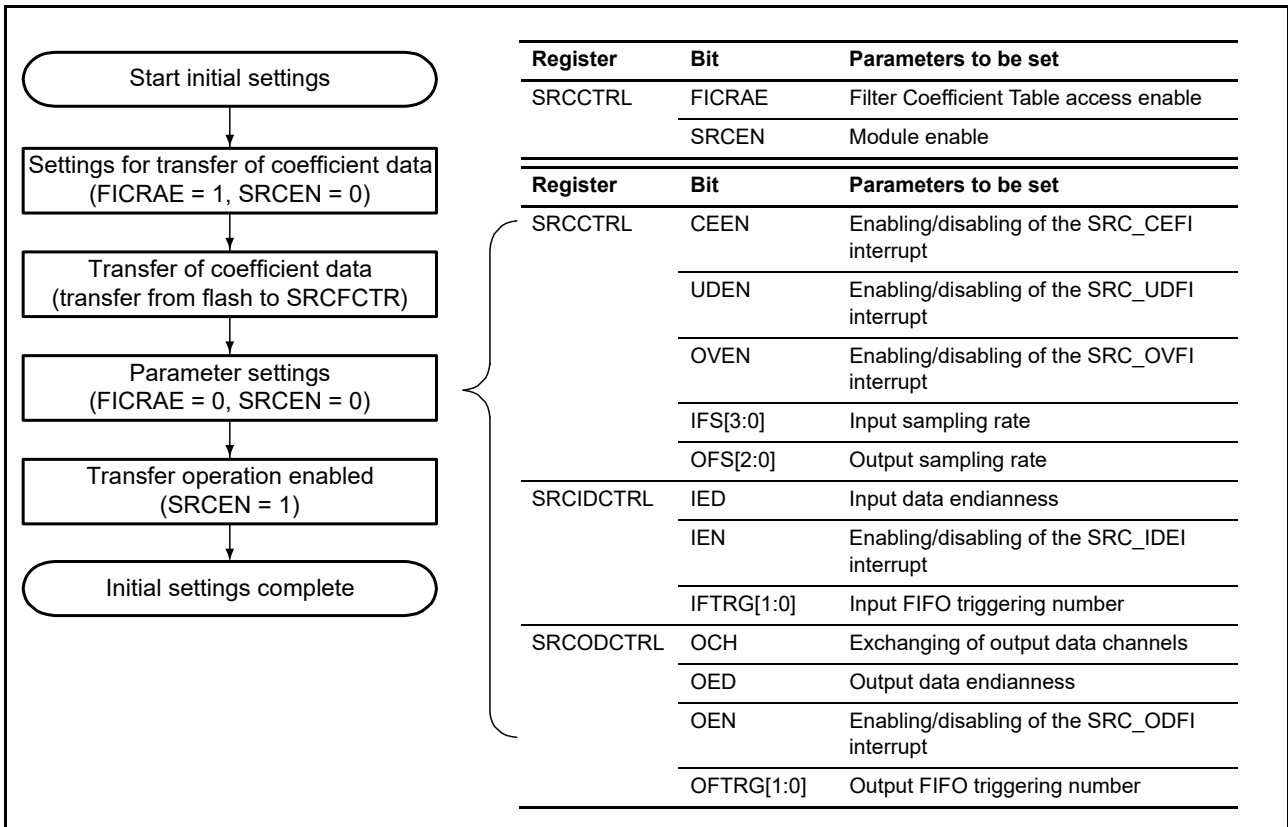 Start initial settings
Settings for transfer of coefficient data
(FICRAE = 1, SRCEN = 0)
Transfer of coefficient data
(transfer from flash to SRCFCTR)
Parameter settings
(FICRAE = 0, SRCEN = 0)
Transfer operation enabled
(SRCEN = 1)
Initial settings complete
Register Bit Parameters to be set
SRCCTRL FICRAE Filter Coefficient Table access enable
SRCEN Module enable
Register Bit Parameters to be set
SRCCTRL CEEN Enabling/disabling of the SRC_CEFI
interrupt
UDEN Enabling/disabling of the SRC_UDFI
interrupt
OVEN Enabling/disabling of the SRC_OVFI
interrupt
IFS[3:0] Input sampling rate
OFS[2:0] Output sampling rate
SRCIDCTRL IED Input data endianness
IEN Enabling/disabling of the SRC_IDEI
interrupt
IFTRG[1:0] Input FIFO triggering number
SRCODCTRL OCH Exchanging of output data channels
OED Output data endianness
OEN Enabling/disabling of the SRC_ODFI
interrupt
OFTRG[1:0] Output FIFO triggering number